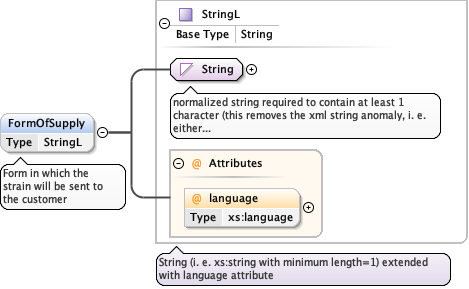 StringL
Base Type String
String
normalized string required to contain at least 1
character (this removes the xml string anomaly, i. e.
either...
FormOfSupply
Type StringL
Form in which the
strain will be sent to
the customer
@ Attributes
@ language
Type xs:language
String (i. e. xs:string with minimum length=1) extended
with language attribute